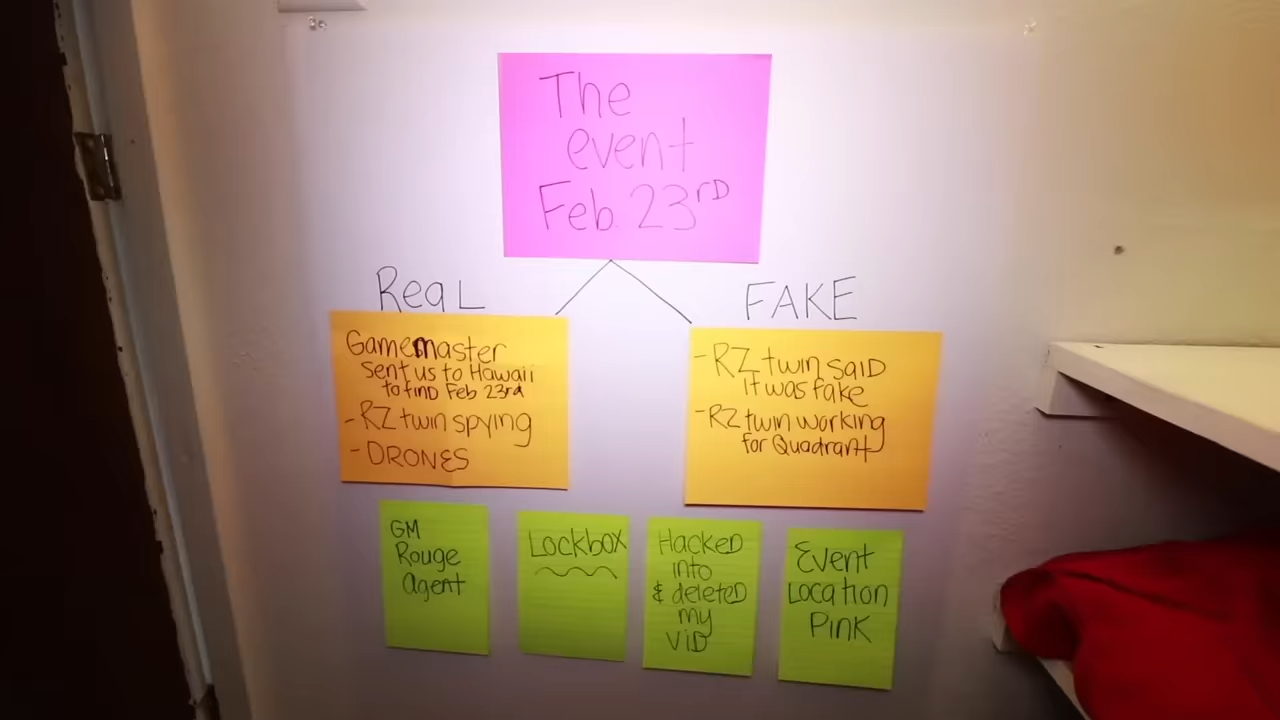 The
event
Feb. 23RD
Real
FAKE
Gamemaster
sent us to Hawaii
to find Feb 23rd
- RZ twin spying
- DRONES
- RZ twin said
it was fake
- RZ twin working
for Quadrant
GM
Rouge
agent
Lockbox
Hacked
into
& deleted
my
ViD
Event
Location
Pink